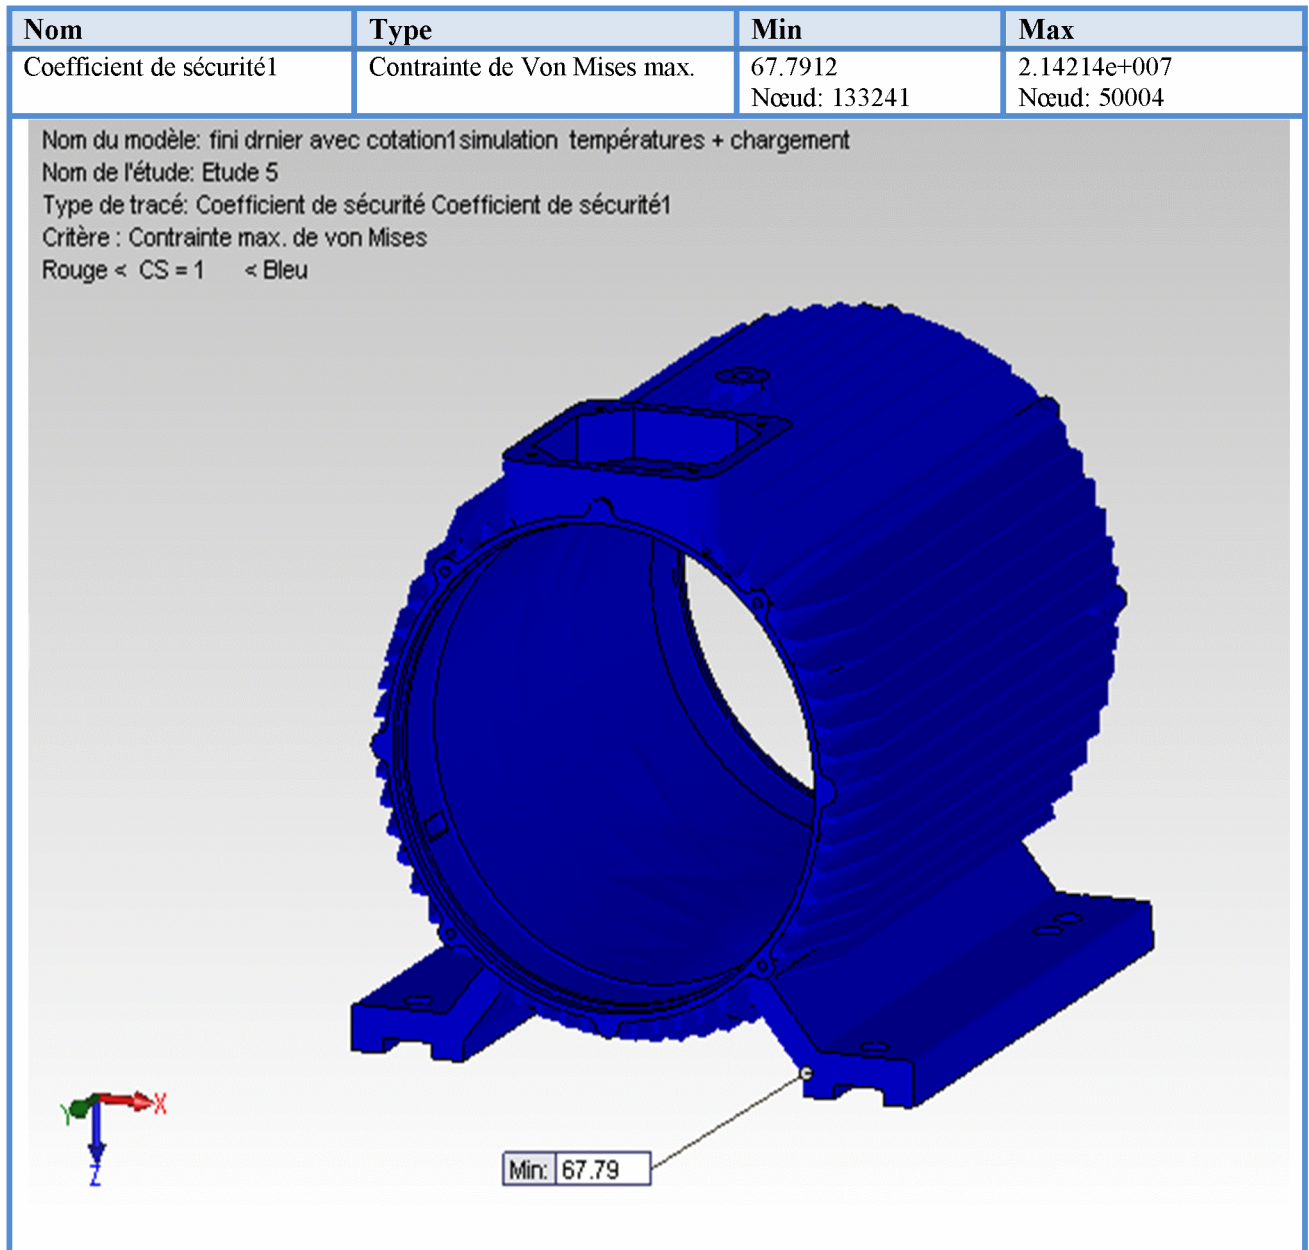 Nom Type Min Max
Coefficient de sécurité1 Contrainte de Von Mises max. 67.7912 2.14214e+007
Nœud: 133241 Nœud: 50004
Nom du modèle: fini drnier avec cotation1simulation températures + chargement
Nom de l'étude: Etude 5
Type de tracé: Coefficient de sécurité Coefficient de sécurité1
Critère : Contrainte max. de von Mises
Rouge < CS = 1 < Bleu
Y X
Z
Min: 67.79